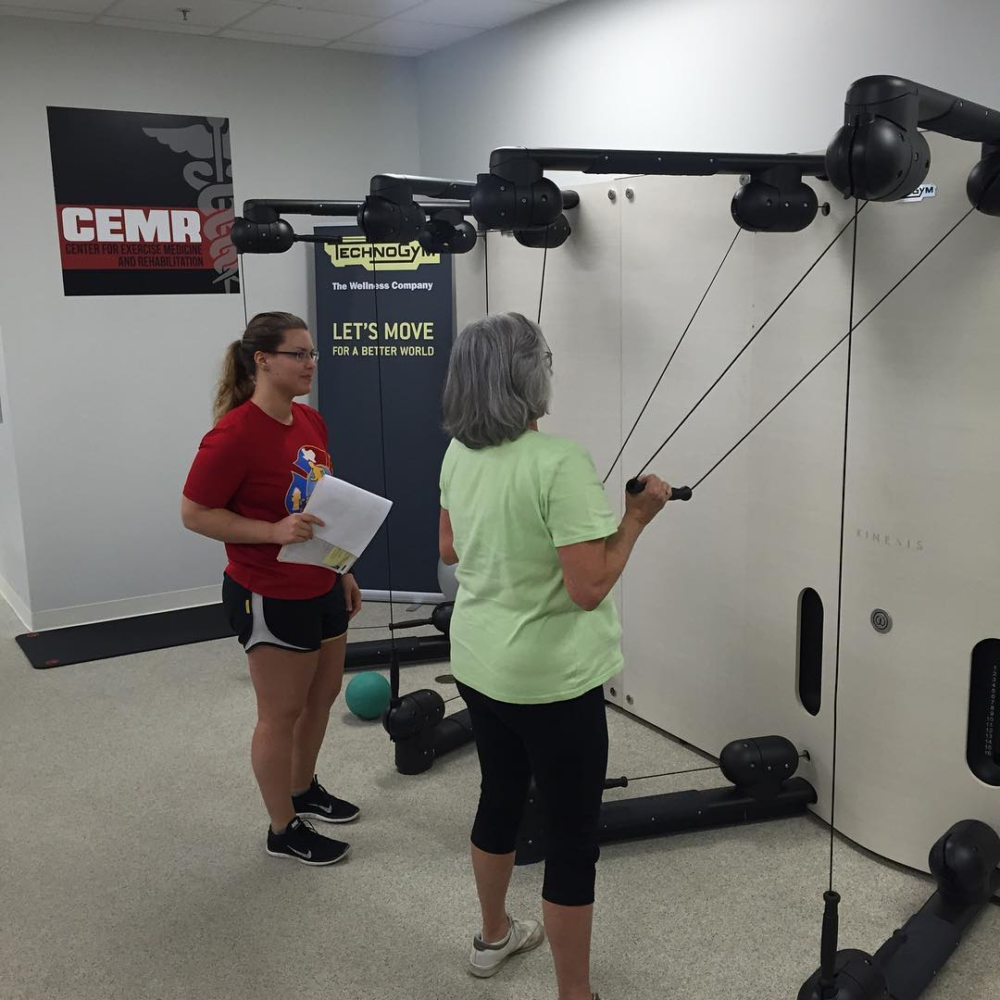 CEMR
CENTER FOR EXERCISE MEDICINE
AND REHABILITATION
TECHNOGYM
The Wellness Company
LET'S MOVE
FOR A BETTER WORLD
KINESIS